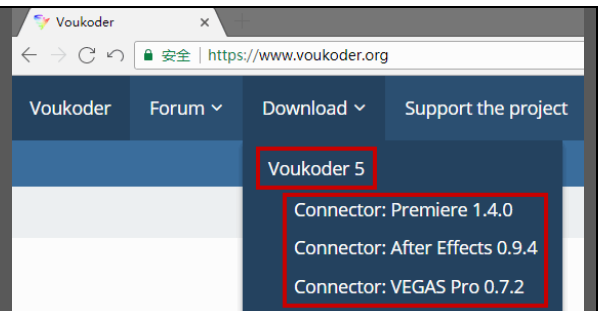 Voukoder
安全 | https://www.voukoder.org
Voukoder Forum Download Support the project
Voukoder 5
Connector: Premiere 1.4.0
Connector: After Effects 0.9.4
Connector: VEGAS Pro 0.7.2